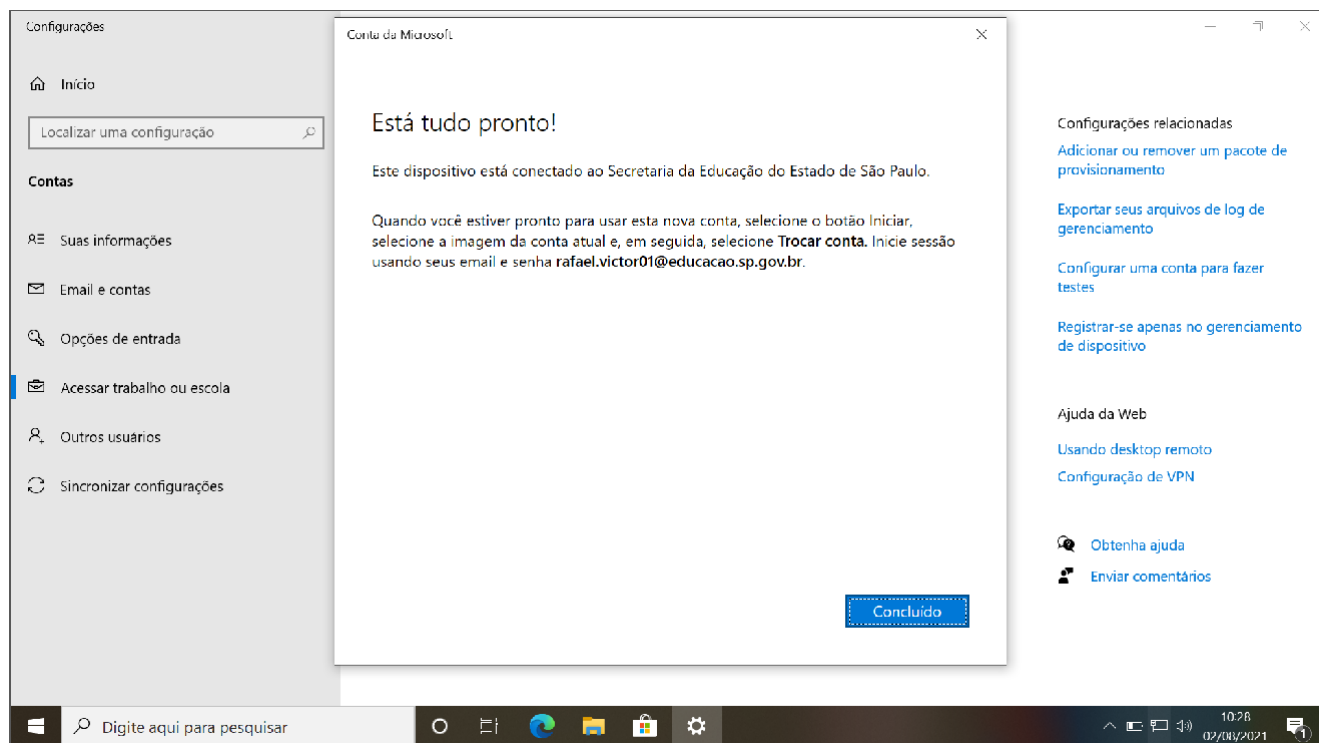 Configurações
Início
Localizar uma configuração
Contas
Suas informações
Email e contas
Opções de entrada
Acessar trabalho ou escola
Outros usuários
Sincronizar configurações
Conta da Microsoft
Está tudo pronto!
Este dispositivo está conectado ao Secretaria da Educação do Estado de São Paulo.
Quando você estiver pronto para usar esta nova conta, selecione o botão Iniciar,
selecione a imagem da conta atual e, em seguida, selecione Trocar conta. Inicie sessão
usando seus email e senha rafael.victor01@educacao.sp.gov.br.
Concluído
Configurações relacionadas
Adicionar ou remover um pacote de
provisionamento
Exportar seus arquivos de log de
gerenciamento
Configurar uma conta para fazer
testes
Registrar-se apenas no gerenciamento
de dispositivo
Ajuda da Web
Usando desktop remoto
Configuração de VPN
Obtenha ajuda
Enviar comentários
Digite aqui para pesquisar
10:28
02/08/2021
1